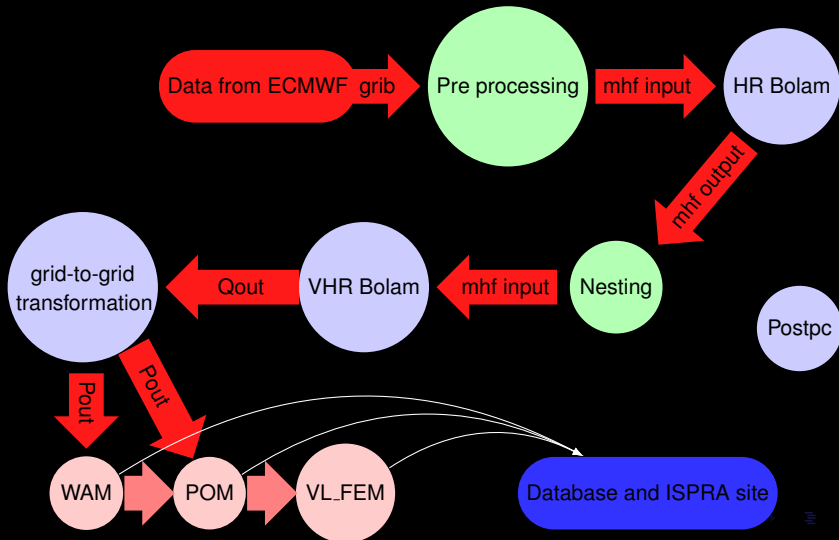 Data from ECMWF
grib
Pre processing
mhf input
HR Bolam
mhf output
grid-to-grid
transformation
Qout
VHR Bolam
mhf input
Nesting
Postpc
Pout
Pout
WAM
POM
VL_FEM
Database and ISPRA site